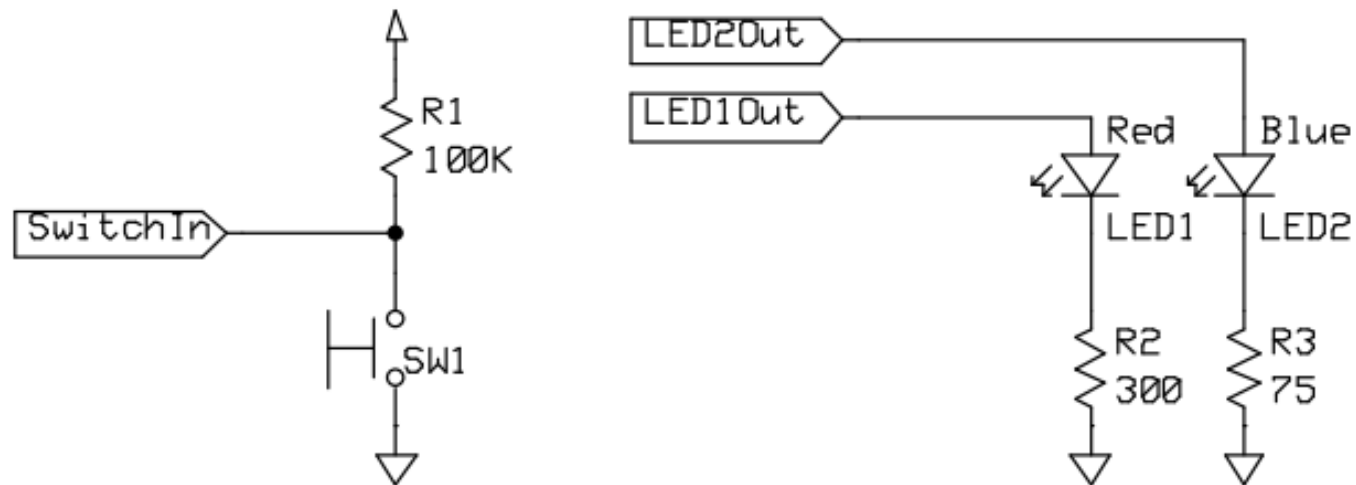 LED2Out
LED1Out
R1
100K
Red
Blue
SwitchIn
LED1
LED2
SW1
R2
300
R3
75